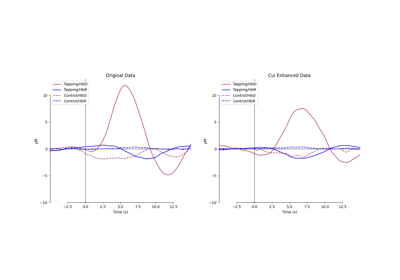 Original Data
Tapping/HbO
Tapping/HbR
Control/HbO
Control/HbR
10
5
0
−5
−10
μM
−2.5 0.0 2.5 5.0 7.5 10.0 12.5
Time (s)
Cui Enhanced Data
Tapping/HbO
Tapping/HbR
Control/HbO
Control/HbR
10
5
0
−5
−10
μM
−2.5 0.0 2.5 5.0 7.5 10.0 12.5
Time (s)